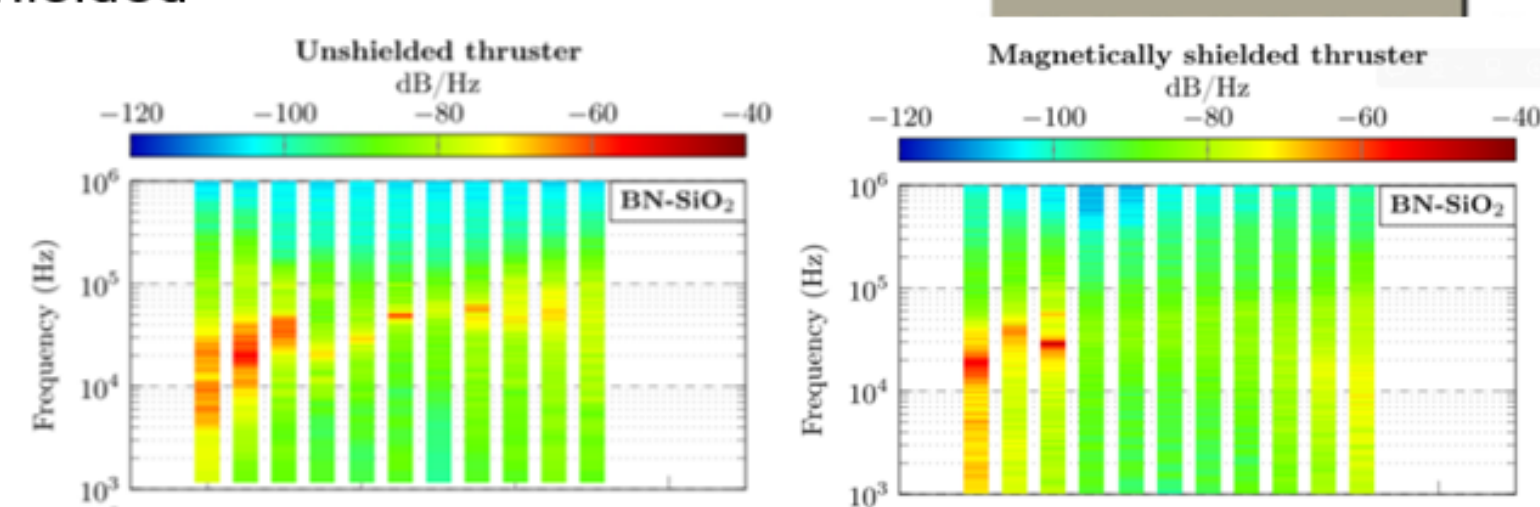 Unshielded thruster
dB/Hz
−120 −100 −80 −60 −40
10⁶
BN-SiO₂
10⁵
10⁴
10³
Frequency (Hz)
Magnetically shielded thruster
dB/Hz
−120 −100 −80 −60 −40
10⁶
BN-SiO₂
10⁵
10⁴
10³
Frequency (Hz)